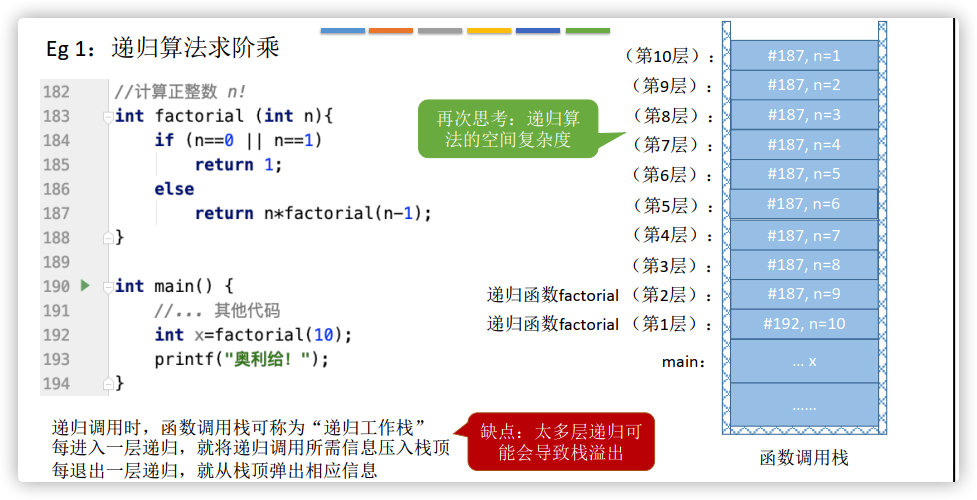 Eg 1：递归算法求阶乘
182 //计算正整数 n!
183 int factorial (int n){
184 if (n==0 || n==1)
185 return 1;
186 else
187 return n*factorial(n-1);
188 }
189
190 int main() {
191 //... 其他代码
192 int x=factorial(10);
193 printf("奥利给！");
194 }
再次思考：递归算
法的空间复杂度
（第10层）： #187, n=1
（第9层）： #187, n=2
（第8层）： #187, n=3
（第7层）： #187, n=4
（第6层）： #187, n=5
（第5层）： #187, n=6
（第4层）： #187, n=7
（第3层）： #187, n=8
递归函数factorial （第2层）： #187, n=9
递归函数factorial （第1层）： #192, n=10
main： ... x
......
函数调用栈
递归调用时，函数调用栈可称为“递归工作栈”
每进入一层递归，就将递归调用所需信息压入栈顶
每退出一层递归，就从栈顶弹出相应信息
缺点：太多层递归可
能会导致栈溢出